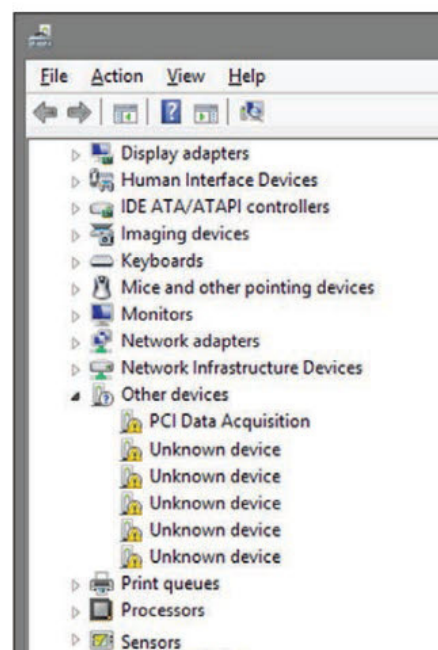 File Action View Help
Display adapters
Human Interface Devices
IDE ATA/ATAPI controllers
Imaging devices
Keyboards
Mice and other pointing devices
Monitors
Network adapters
Network Infrastructure Devices
Other devices
PCI Data Acquisition
Unknown device
Unknown device
Unknown device
Unknown device
Unknown device
Print queues
Processors
Sensors